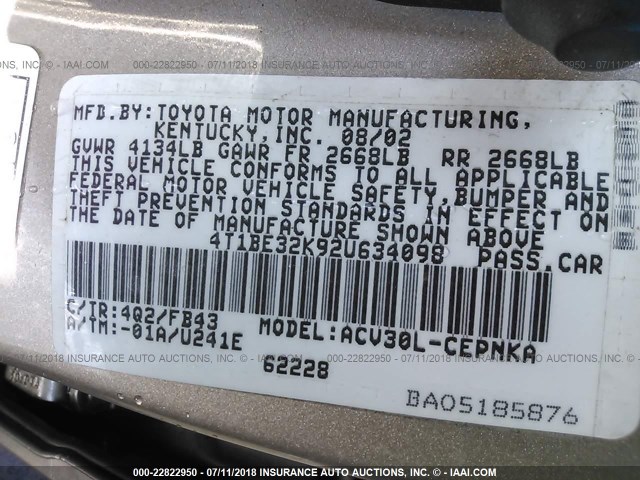 000-22822950 - 07/11/2018 - INSURANCE AUTO AUCTIONS, INC. - IAAI.COM
MFD.BY:TOYOTA MOTOR MANUFACTURING,
KENTUCKY,INC. 08/02
GVWR 4134LB GAWR FR 2668LB RR 2668LB
THIS VEHICLE CONFORMS TO ALL APPLICABLE
FEDERAL MOTOR VEHICLE SAFETY,BUMPER AND
THEFT PREVENTION STANDARDS IN EFFECT ON
THE DATE OF MANUFACTURE SHOWN ABOVE
4T1BE32K92U634098 PASS.CAR
C/TR:4Q2/FB43
A/TM:-01A/U241E MODEL:ACV30L-CEPNKA
62228
BA05185876
000-22822950 - 07/11/2018 - INSURANCE AUTO AUCTIONS, INC. - IAAI.COM